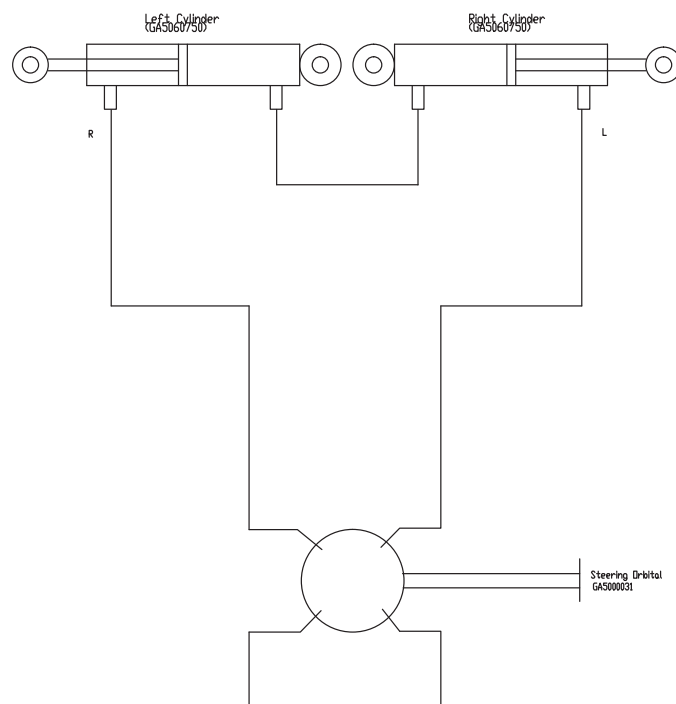 Left Cylinder
(GA5060750)
Right Cylinder
(GA5060750)
R
L
Steering Orbital
GA5000031